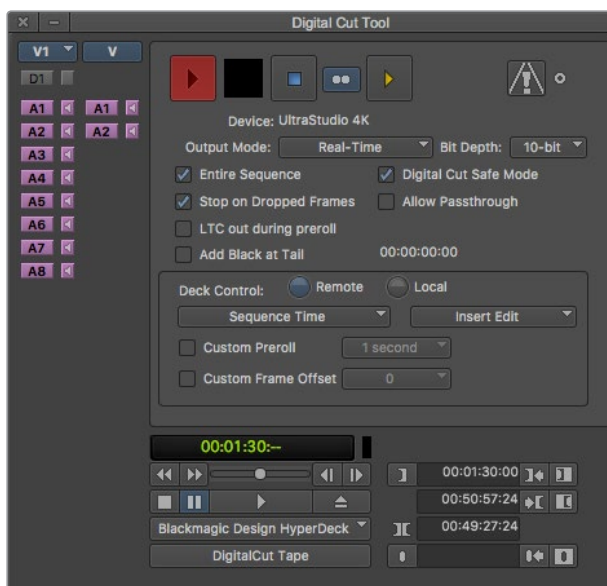 Digital Cut Tool
V1 V
D1
A1 A1
A2 A2
A3
A4
A5
A6
A7
A8
Device: UltraStudio 4K
Output Mode: Real-Time Bit Depth: 10-bit
Entire Sequence Digital Cut Safe Mode
Stop on Dropped Frames Allow Passthrough
LTC out during preroll
Add Black at Tail 00:00:00:00
Deck Control: Remote Local
Sequence Time Insert Edit
Custom Preroll 1 second
Custom Frame Offset 0
00:01:30:--
00:01:30:00
00:50:57:24
Blackmagic Design HyperDeck 00:49:27:24
DigitalCut Tape